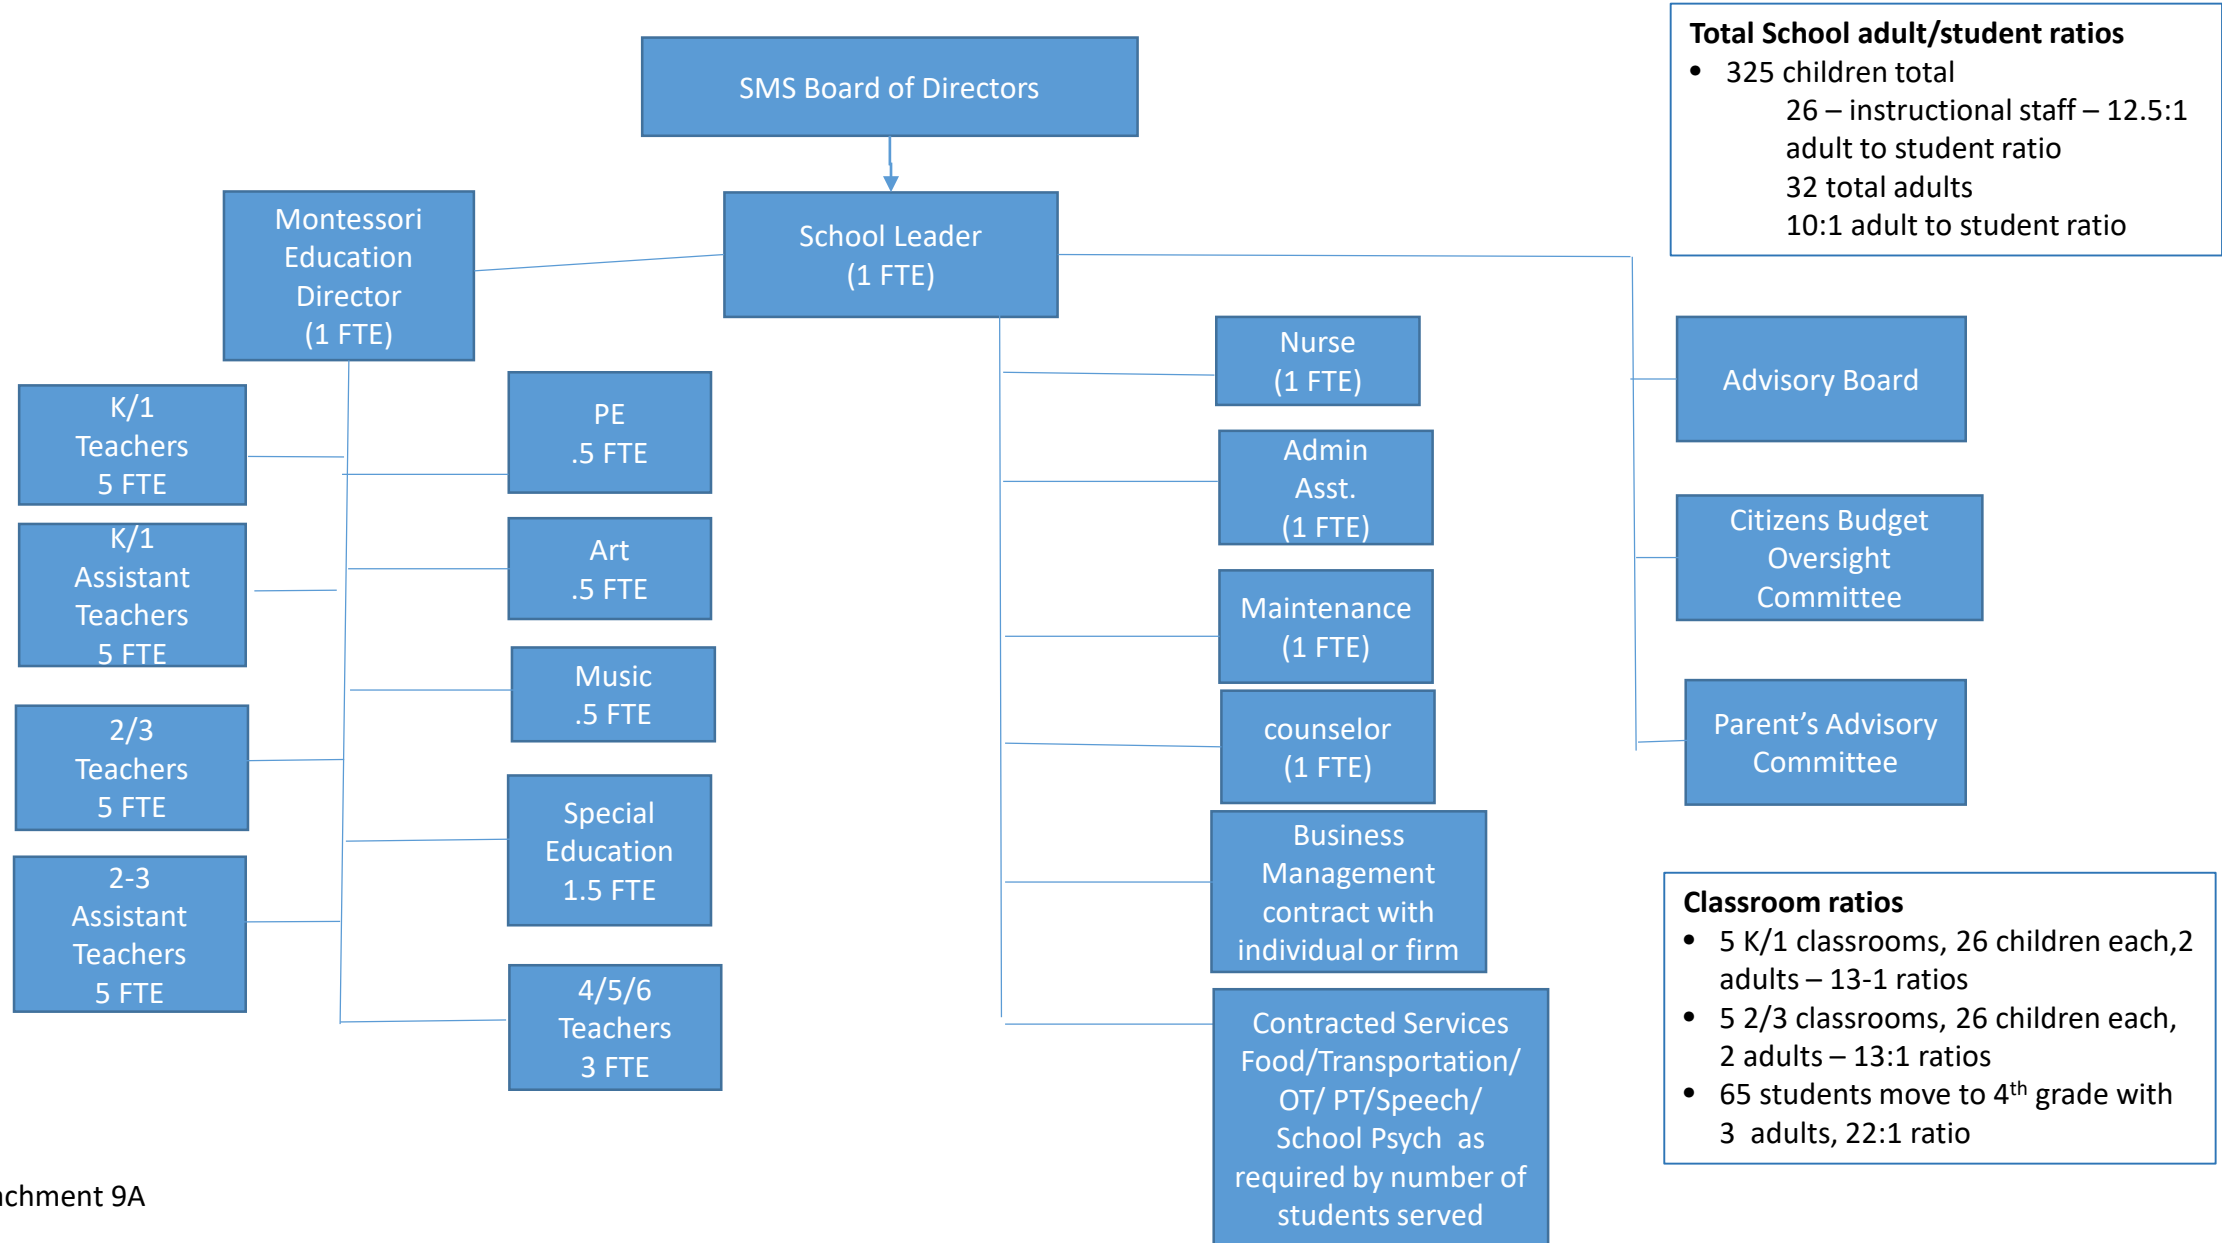 SMS Board of Directors
Total School adult/student ratios
• 325 children total
26 – instructional staff – 12.5:1
adult to student ratio
32 total adults
10:1 adult to student ratio
Montessori
Education
Director
(1 FTE)
School Leader
(1 FTE)
K/1
Teachers
5 FTE
K/1
Assistant
Teachers
5 FTE
2/3
Teachers
5 FTE
2-3
Assistant
Teachers
5 FTE
PE
.5 FTE
Art
.5 FTE
Music
.5 FTE
Special
Education
1.5 FTE
4/5/6
Teachers
3 FTE
Nurse
(1 FTE)
Admin
Asst.
(1 FTE)
Maintenance
(1 FTE)
counselor
(1 FTE)
Business
Management
contract with
individual or firm
Contracted Services
Food/Transportation/
OT/ PT/Speech/
School Psych as
required by number of
students served
Advisory Board
Citizens Budget
Oversight
Committee
Parent’s Advisory
Committee
Classroom ratios
• 5 K/1 classrooms, 26 children each,2
adults – 13-1 ratios
• 5 2/3 classrooms, 26 children each,
2 adults – 13:1 ratios
• 65 students move to 4th grade with
3 adults, 22:1 ratio
achment 9A